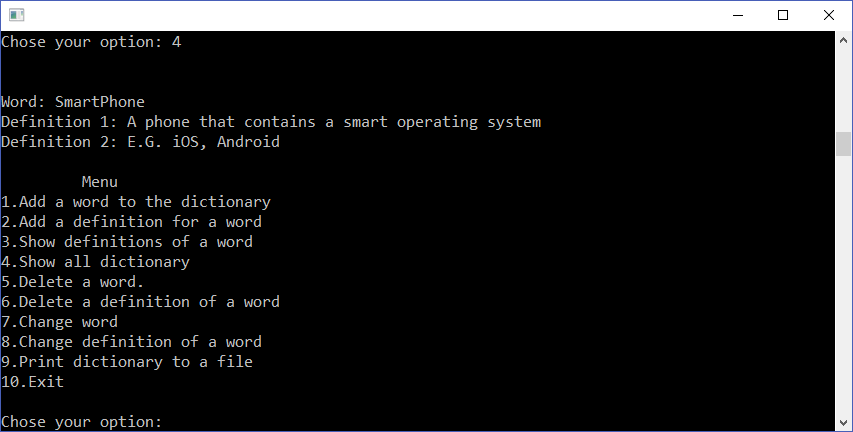 Chose your option: 4
Word: SmartPhone
Definition 1: A phone that contains a smart operating system
Definition 2: E.G. iOS, Android
Menu
1.Add a word to the dictionary
2.Add a definition for a word
3.Show definitions of a word
4.Show all dictionary
5.Delete a word.
6.Delete a definition of a word
7.Change word
8.Change definition of a word
9.Print dictionary to a file
10.Exit
Chose your option: